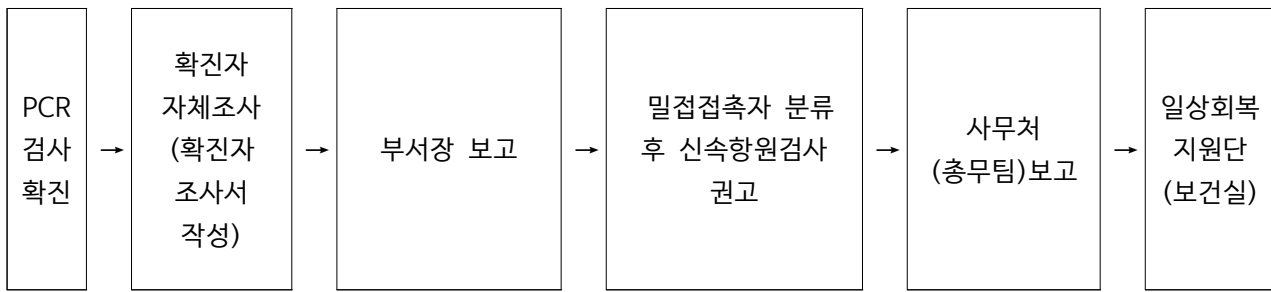 PCR
검사
확진
→
확진자
자체조사
(확진자
조사서
작성)
→
부서장 보고
→
밀접접촉자 분류
후 신속항원검사
권고
→
사무처
(총무팀)보고
→
일상회복
지원단
(보건실)